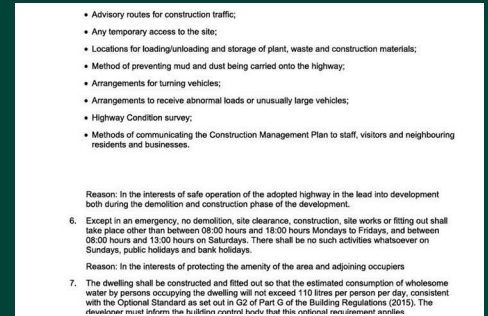 • Advisory routes for construction traffic;
• Any temporary access to the site;
• Locations for loading/unloading and storage of plant, waste and construction materials;
• Method of preventing mud and dust being carried onto the highway;
• Arrangements for turning vehicles;
• Arrangements to receive abnormal loads or unusually large vehicles;
• Highway Condition survey;
• Methods of communicating the Construction Management Plan to staff, visitors and neighbouring
residents and businesses.
Reason: In the interests of safe operation of the adopted highway in the lead into development
both during the demolition and construction phase of the development.
6. Except in an emergency, no demolition, site clearance, construction, site works or fitting out shall
take place other than between 08:00 hours and 18:00 hours Mondays to Fridays, and between
08:00 hours and 13:00 hours on Saturdays. There shall be no such activities whatsoever on
Sundays, public holidays and bank holidays.
Reason: In the interests of protecting the amenity of the area and adjoining occupiers
7. The dwelling shall be constructed and fitted out so that the estimated consumption of wholesome
water by persons occupying the dwelling will not exceed 110 litres per person per day, consistent
with the Optional Standard as set out in G2 of Part G of the Building Regulations (2015). The
developer must inform the building control body that this optional requirement applies